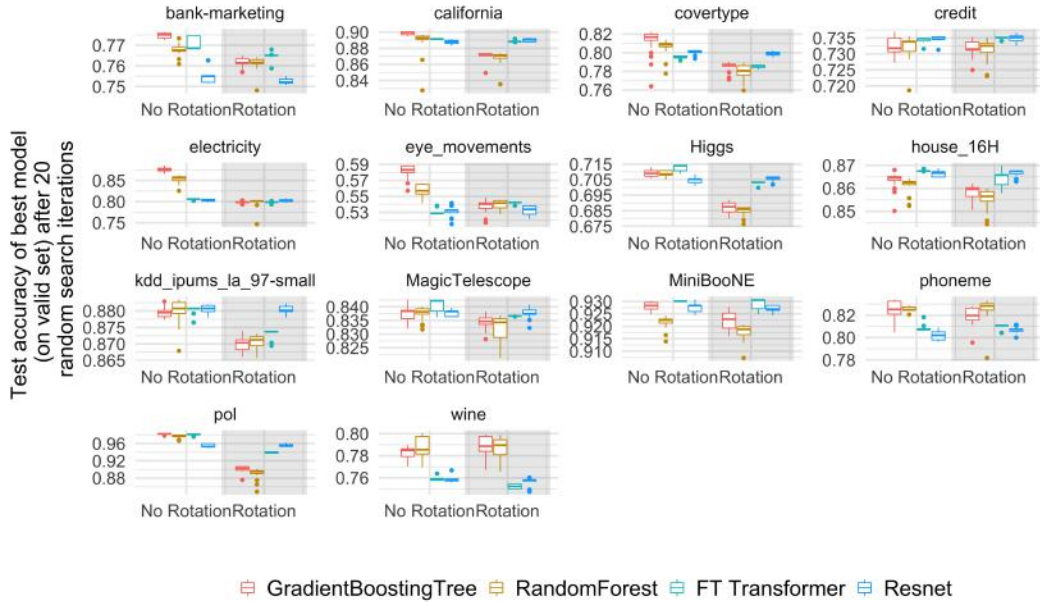 bank-marketing california covertype credit
0.77 0.90 0.82 0.735
0.76 0.88 0.80 0.730
0.75 0.86 0.78 0.725
0.84 0.76 0.720
No Rotation Rotation No Rotation Rotation No Rotation Rotation No Rotation Rotation
electricity eye_movements Higgs house_16H
0.85 0.59 0.715 0.87
0.80 0.57 0.705 0.86
0.75 0.55 0.695 0.85
0.53 0.685
0.675
No Rotation Rotation No Rotation Rotation No Rotation Rotation No Rotation Rotation
kdd_ipums_la_97-small MagicTelescope MiniBooNE phoneme
0.880 0.840 0.930 0.82
0.875 0.835 0.925 0.80
0.870 0.830 0.920 0.78
0.865 0.825 0.915
0.910
No Rotation Rotation No Rotation Rotation No Rotation Rotation No Rotation Rotation
pol wine
0.96 0.80
0.92 0.76
0.88
No Rotation Rotation No Rotation Rotation
Test accuracy of best model
(on valid set) after 20
random search iterations
GradientBoostingTree RandomForest FT Transformer Resnet